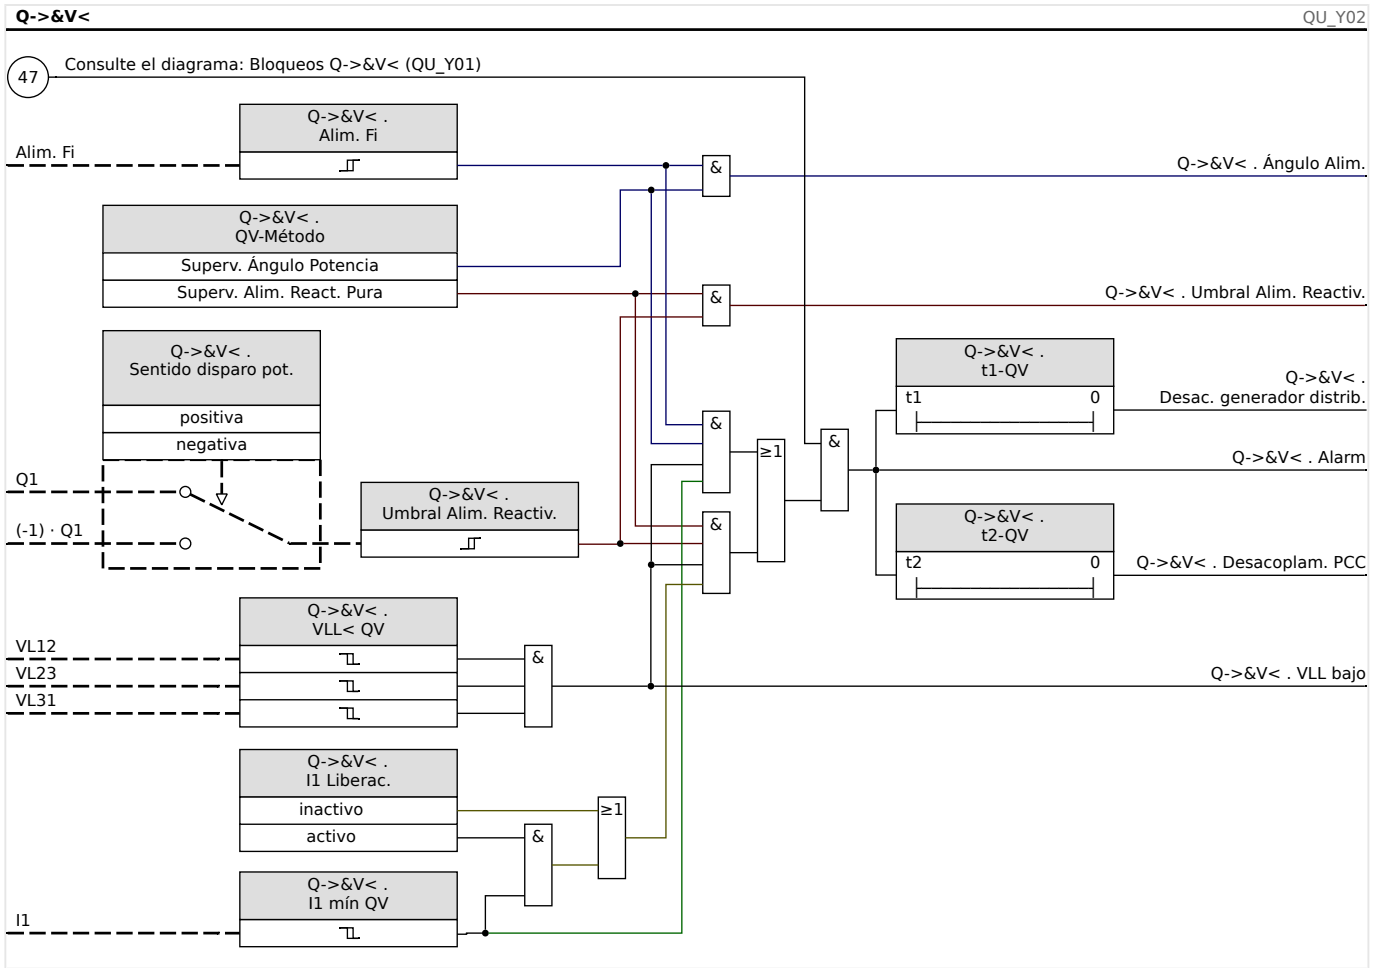 Q->&V<
QU_Y02
47
Consulte el diagrama: Bloqueos Q->&V< (QU_Y01)
Q->&V< .
Alim. Fi
Alim. Fi
&
Q->&V< . Ángulo Alim.
Q->&V< .
QV-Método
Superv. Ángulo Potencia
Superv. Alim. React. Pura
&
Q->&V< . Umbral Alim. Reactiv.
Q->&V< .
Sentido disparo pot.
positiva
negativa
Q1
(-1) · Q1
Q->&V< .
Umbral Alim. Reactiv.
&
&
≥1
&
Q->&V< .
t1-QV
t1 0
Q->&V< .
Desac. generador distrib.
Q->&V< . Alarm
Q->&V< .
t2-QV
t2 0
Q->&V< . Desacoplam. PCC
Q->&V< .
VLL< QV
VL12
VL23
VL31
&
Q->&V< . VLL bajo
Q->&V< .
I1 Liberac.
inactivo
activo
&
≥1
Q->&V< .
I1 mín QV
I1